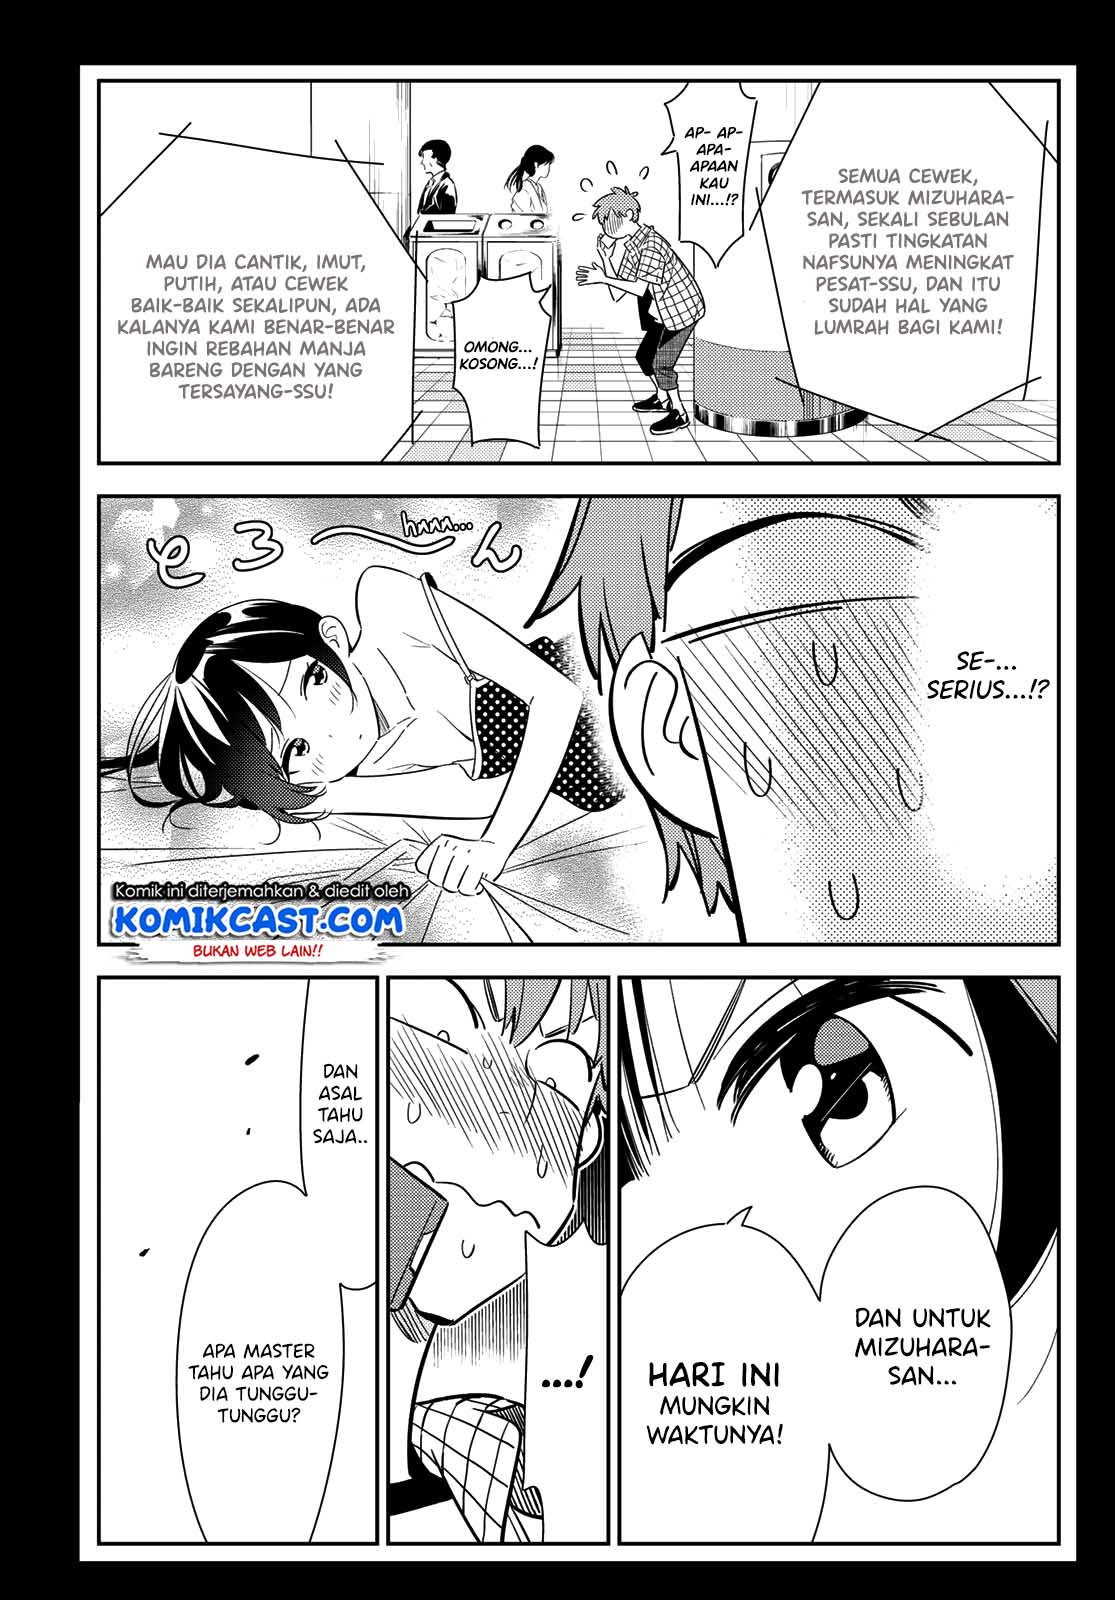 SEMUA CEWEK,
TERMASUK MIZUHARA-
SAN, SEKALI SEBULAN
PASTI TINGKATAN
NAFSUNYA MENINGKAT
PESAT-SSU, DAN ITU
SUDAH HAL YANG
LUMRAH BAGI KAMI!
AP- AP-
APA-
APAAN
KAU
INI...!?
MAU DIA CANTIK, IMUT,
PUTIH, ATAU CEWEK
BAIK-BAIK SEKALIPUN, ADA
KALANYA KAMI BENAR-BENAR
INGIN REBAHAN MANJA
BARENG DENGAN YANG
TERSAYANG-SSU!
OMONG...
KOSONG...!
SE-...
SERIUS...!?
hnnn...
とろ〜ん
Komik ini diterjemahkan & diedit oleh
KOMIKCAST.COM
BUKAN WEB LAIN!!
DAN UNTUK
MIZUHARA-
SAN...
HARI INI
MUNGKIN
WAKTUNYA!
...!
DAN
ASAL
TAHU
SAJA..
APA MASTER
TAHU APA YANG
DIA TUNGGU-
TUNGGU?